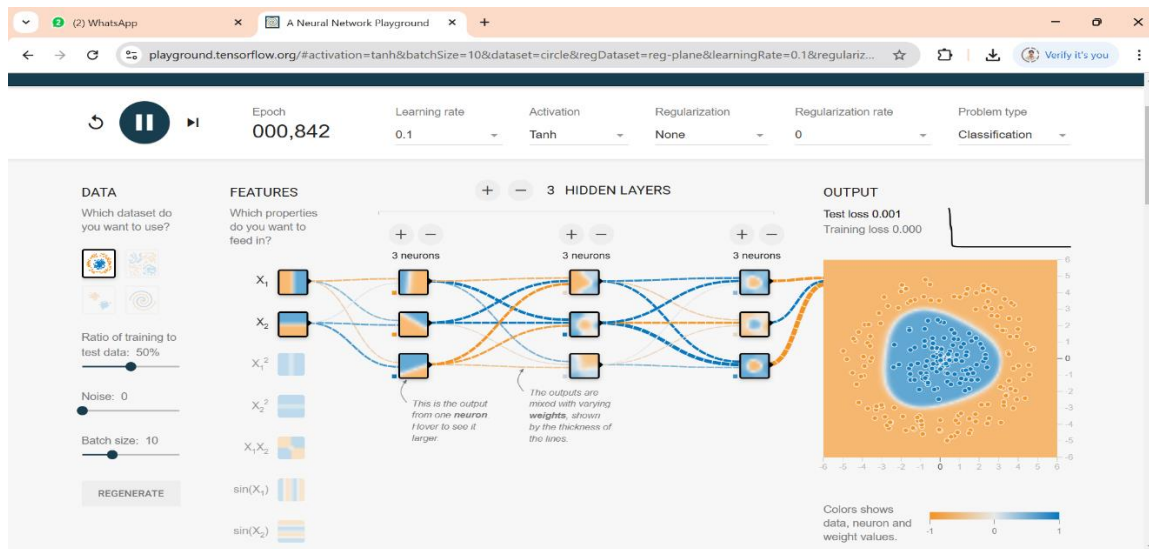 (2) WhatsApp
A Neural Network Playground
playground.tensorflow.org/#activation=tanh&batchSize=10&dataset=circle&regDataset=reg-plane&learningRate=0.1&regulariz...
Verify it's you
Epoch
000,842
Learning rate
0.1
Activation
Tanh
Regularization
None
Regularization rate
0
Problem type
Classification
DATA
Which dataset do
you want to use?
Ratio of training to
test data: 50%
Noise: 0
Batch size: 10
REGENERATE
FEATURES
Which properties
do you want to
feed in?
X₁
X₂
X₁²
X₂²
X₁X₂
sin(X₁)
sin(X₂)
+ − 3 HIDDEN LAYERS
+ −
3 neurons
+ −
3 neurons
+ −
3 neurons
This is the output
from one neuron.
Hover to see it
larger.
The outputs are
mixed with varying
weights, shown
by the thickness of
the lines.
OUTPUT
Test loss 0.001
Training loss 0.000
6
5
4
3
2
1
0
-1
-2
-3
-4
-5
-6
-6 -5 -4 -3 -2 -1 0 1 2 3 4 5 6
Colors shows
data, neuron and
weight values.
-1 0 1